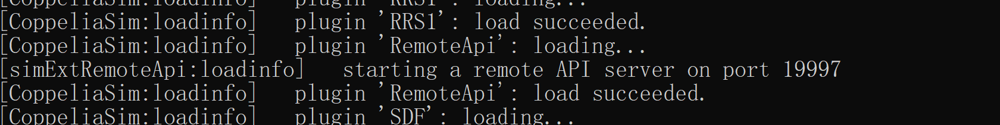 [CoppeliaSim:loadinfo]   plugin 'RRS1': loading...
[CoppeliaSim:loadinfo]   plugin 'RRS1': load succeeded.
[CoppeliaSim:loadinfo]   plugin 'RemoteApi': loading...
[simExtRemoteApi:loadinfo]   starting a remote API server on port 19997
[CoppeliaSim:loadinfo]   plugin 'RemoteApi': load succeeded.
[CoppeliaSim:loadinfo]   plugin 'SDF': loading...